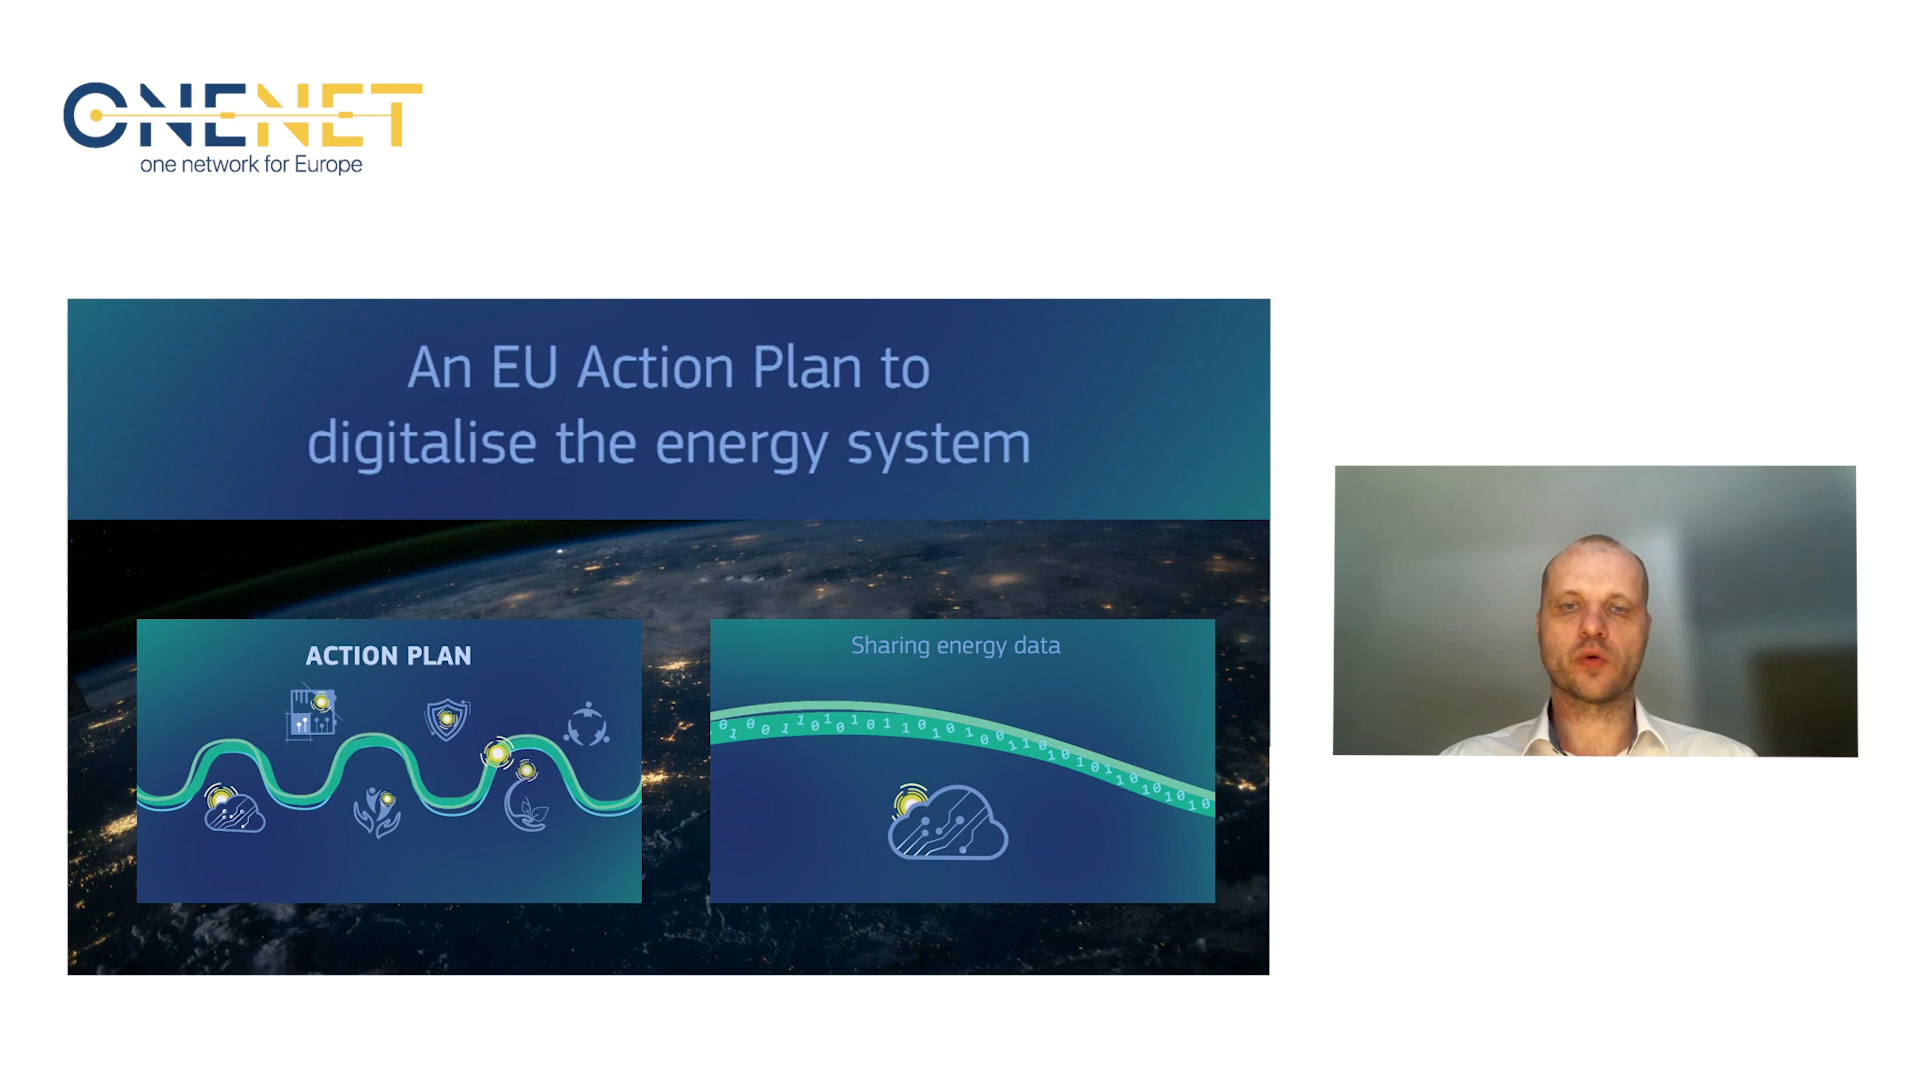 ONENET
one network for Europe
An EU Action Plan to
digitalise the energy system
ACTION PLAN
Sharing energy data